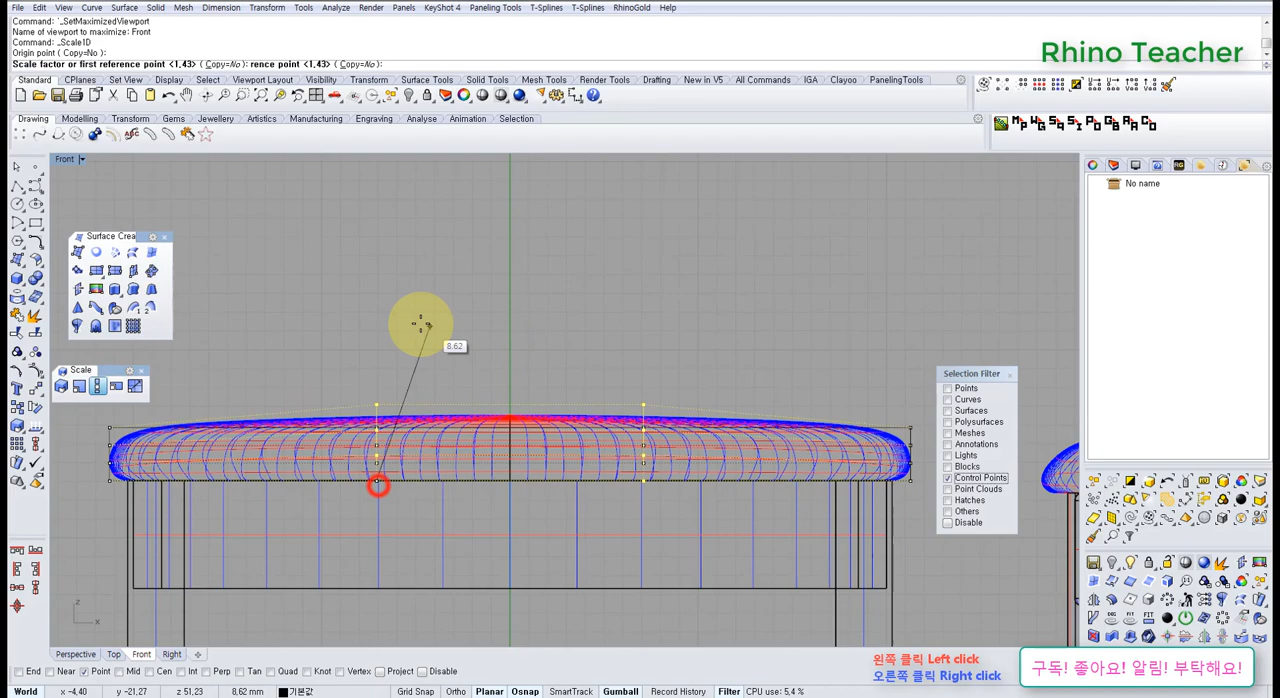 File Edit View Curve Surface Solid Mesh Dimension Transform Tools Analyze Render Panels KeyShot 4 Paneling Tools T-Splines T-Splines RhinoGold Help
Command: '_SetMaximizedViewport
Name of viewport to maximize: Front
Command: _Scale1D
Origin point ( Copy=No ):
Scale factor or first reference point <1,43> ( Copy=No ): rence point <1,43> ( Copy=No ):
Rhino Teacher
Standard CPlanes Set View Display Select Viewport Layout Visibility Transform Surface Tools Solid Tools Mesh Tools Render Tools Drafting New in V5 All Commands IGA Clayoo PanelingTools
Drawing Modelling Transform Gems Jewellery Artistics Manufacturing Engraving Analyse Animation Selection
Front
No name
Surface Crea
8.62
Scale
Selection Filter
Points
Curves
Surfaces
Polysurfaces
Meshes
Annotations
Lights
Blocks
Control Points
Point Clouds
Hatches
Others
Disable
z
x
Perspective Top Front Right
End Near Point Mid Cen Int Perp Tan Quad Knot Vertex Project Disable
왼쪽 클릭 Left click
오른쪽 클릭 Right click
구독! 좋아요! 알림! 부탁해요!
World x -4,40 y -21,27 z 51,23 8,62 mm 기본값 Grid Snap Ortho Planar Osnap SmartTrack Gumball Record History Filter CPU use: 5,4 %